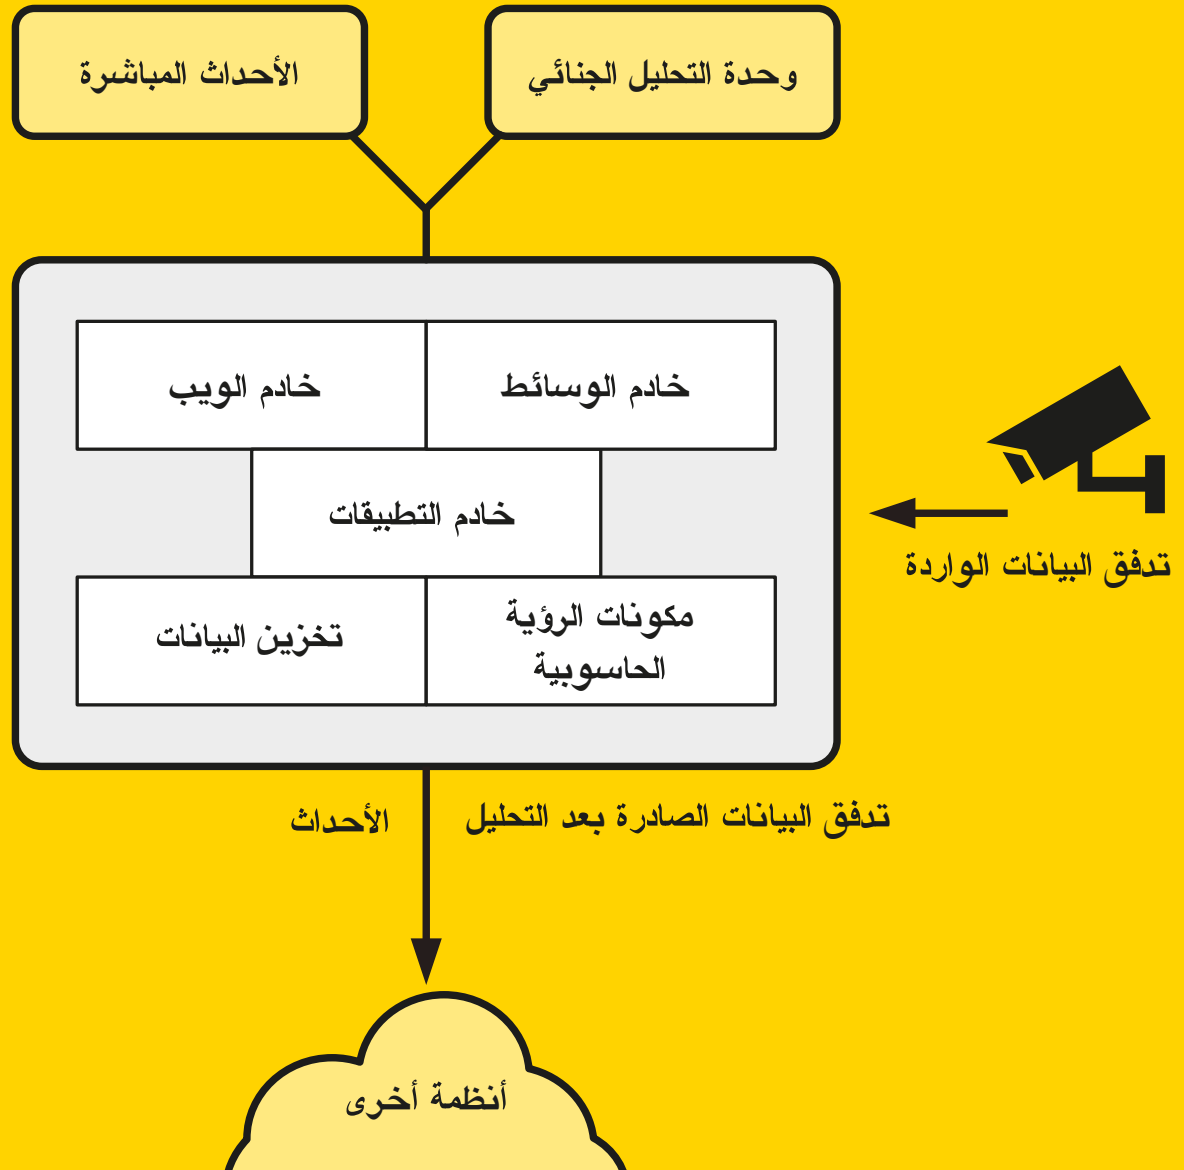 وحدة التحليل الجنائي
الأحداث المباشرة
خادم الوسائط
خادم الويب
خادم التطبيقات
تدفق البيانات الواردة
مكونات الرؤية
الحاسوبية
تخزين البيانات
تدفق البيانات الصادرة بعد التحليل
الأحداث
أنظمة أخرى